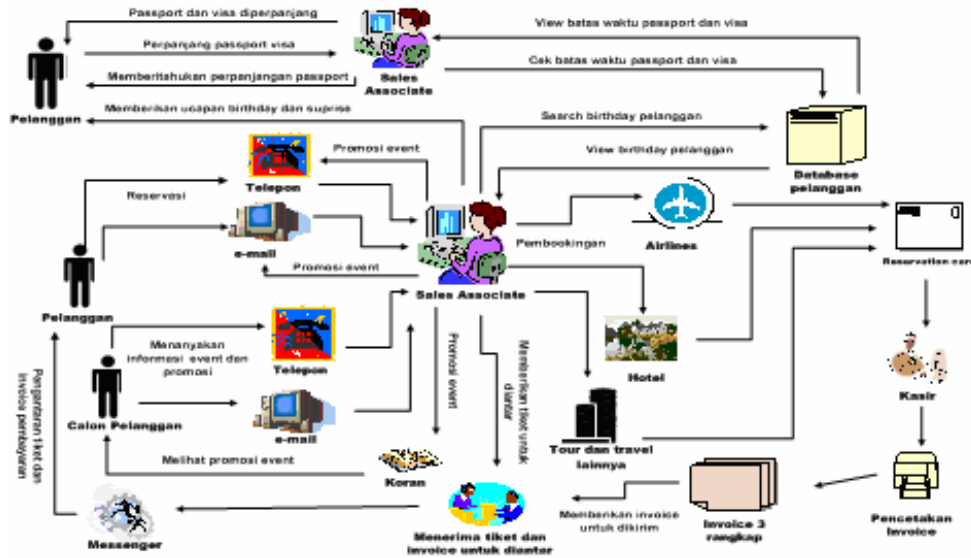 Passport dan visa diperpanjang
View batas waktu passport dan visa
Perpanjang passport visa
Sales
Associate
Cek batas waktu passport dan visa
Memberitahukan perpanjangan passport
Pelanggan
Memberikan ucapan birthday dan suprise
Search birthday pelanggan
Promosi event
View birthday pelanggan
Database
pelanggan
Telepon
Reservasi
Pembookingan
Airlines
e-mail
Reservation card
Promosi event
Sales Associate
Pelanggan
Menanyakan
informasi event dan
promosi
Telepon
Promosi event
Memberikan tiket untuk
diantar
Hotel
Kasir
Pengantaran tiket dan
invoice pembayaran
Calon Pelanggan
e-mail
Tour dan travel
lainnya
Melihat promosi event
Koran
Memberikan invoice
untuk dikirim
Invoice 3
rangkap
Pencetakan
Invoice
Messenger
Menerima tiket dan
invoice untuk diantar